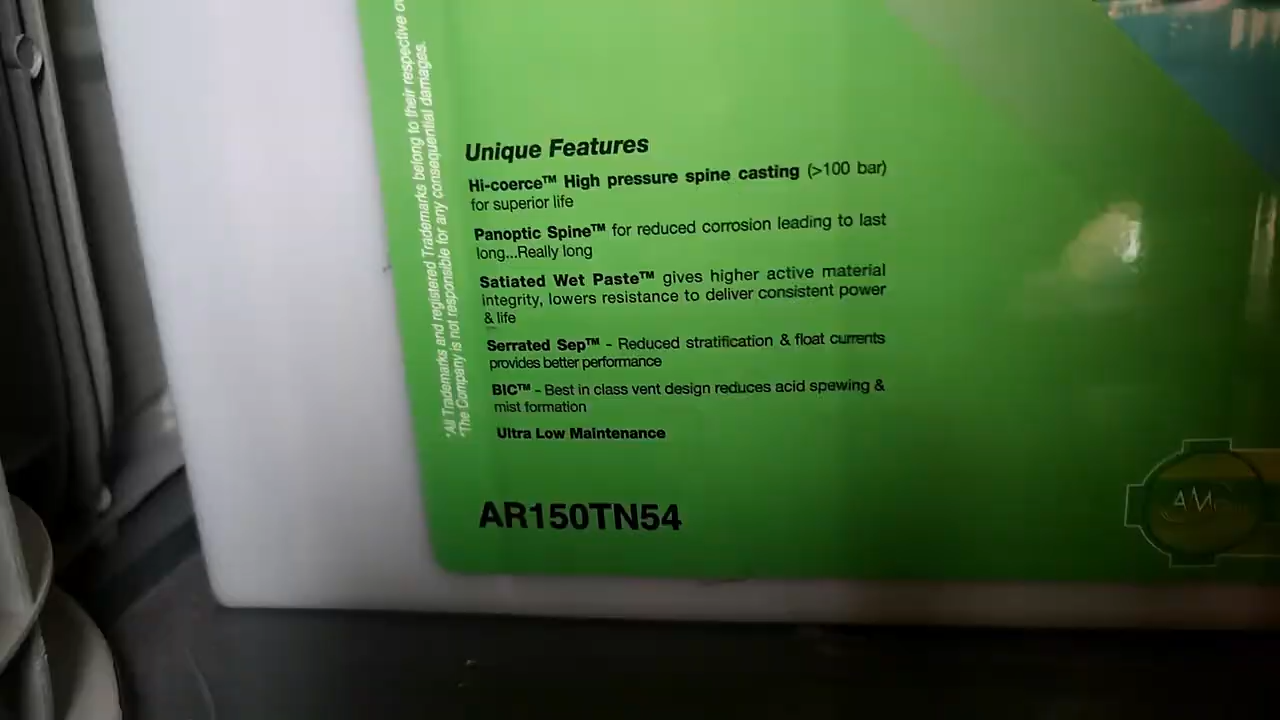 *All Trademarks and registered Trademarks belong to their respective
*The Company is not responsible for any consequential damages.
Unique Features
Hi-coerce™ High pressure spine casting (>100 bar)
for superior life
Panoptic Spine™ for reduced corrosion leading to last
long...Really long
Satiated Wet Paste™ gives higher active material
integrity, lowers resistance to deliver consistent power
& life
Serrated Sep™ - Reduced stratification & float currents
provides better performance
BIC™ - Best in class vent design reduces acid spewing &
mist formation
Ultra Low Maintenance
AR150TN54